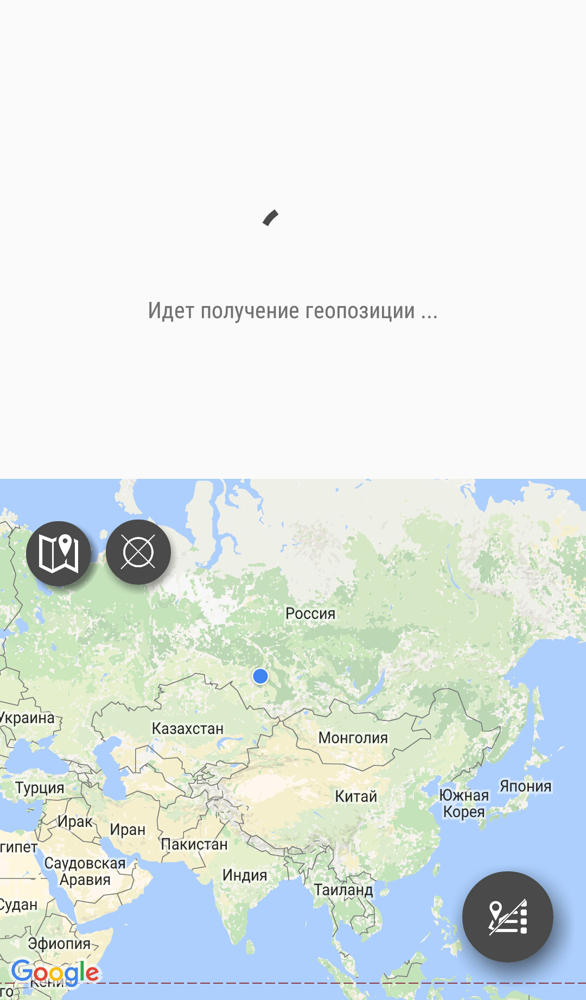 Идет получение геопозиции ...
Россия
Украина
Казахстан
Монголия
Турция
Китай
Южная
Корея
Япония
Ирак
Иран
Пакистан
гипет
Саудовская
Аравия
Индия
Таиланд
Судан
Эфиопия
Google
Кения
го